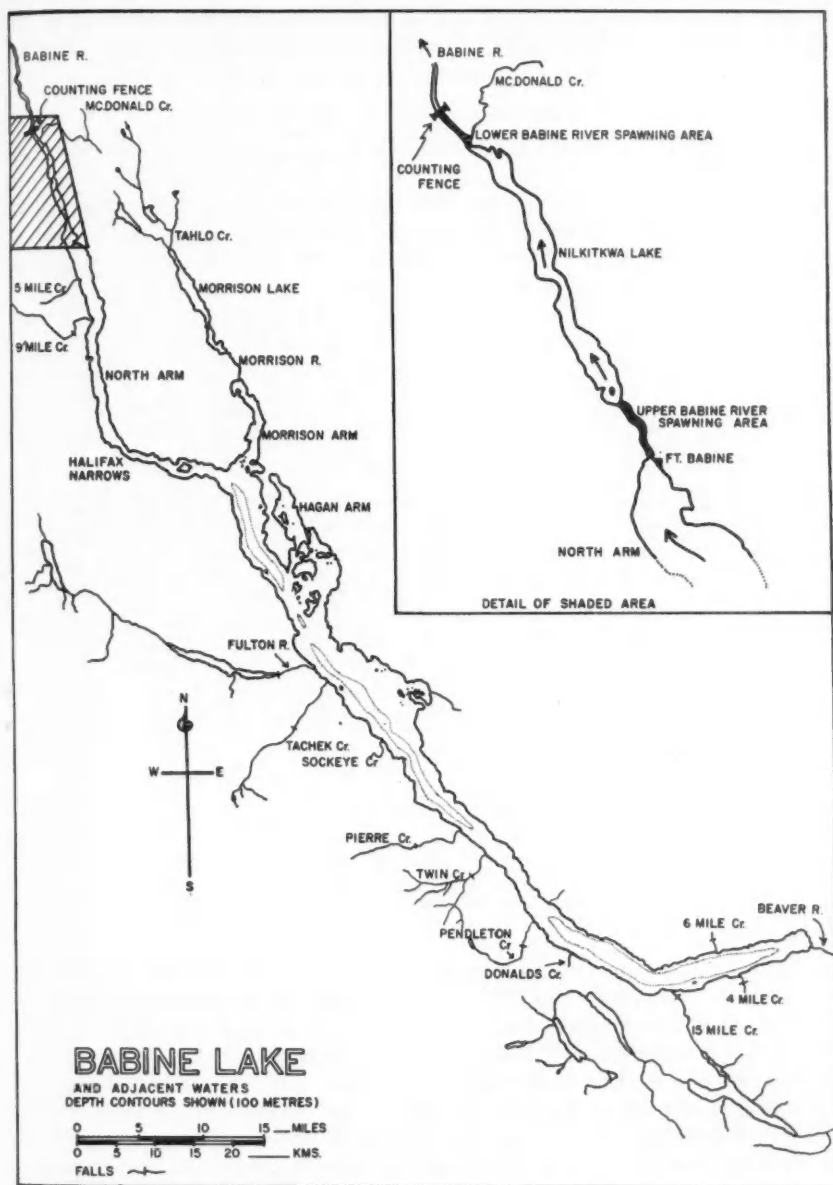 BABINE R.
COUNTING FENCE
MC.DONALD Cr.
TAHLO Cr.
MORRISON LAKE
5 MILE Cr.
9 MILE Cr.
NORTH ARM
MORRISON R.
MORRISON ARM
HALIFAX
NARROWS
HAGAN ARM
FULTON R.
N
W E
S
TACHEK Cr.
SOCKEYE Cr.
PIERRE Cr.
TWIN Cr.
PENDLETON
Cr.
DONALDS Cr.
6 MILE Cr.
BEAVER R.
4 MILE Cr.
15 MILE Cr.
BABINE LAKE
AND ADJACENT WATERS
DEPTH CONTOURS SHOWN (100 METRES)
0 5 10 15 MILES
0 5 10 15 20 KMS.
FALLS
BABINE R.
MC.DONALD Cr.
LOWER BABINE RIVER SPAWNING AREA
COUNTING
FENCE
NILKITKWA LAKE
UPPER BABINE RIVER
SPAWNING AREA
FT. BABINE
NORTH ARM
DETAIL OF SHADED AREA